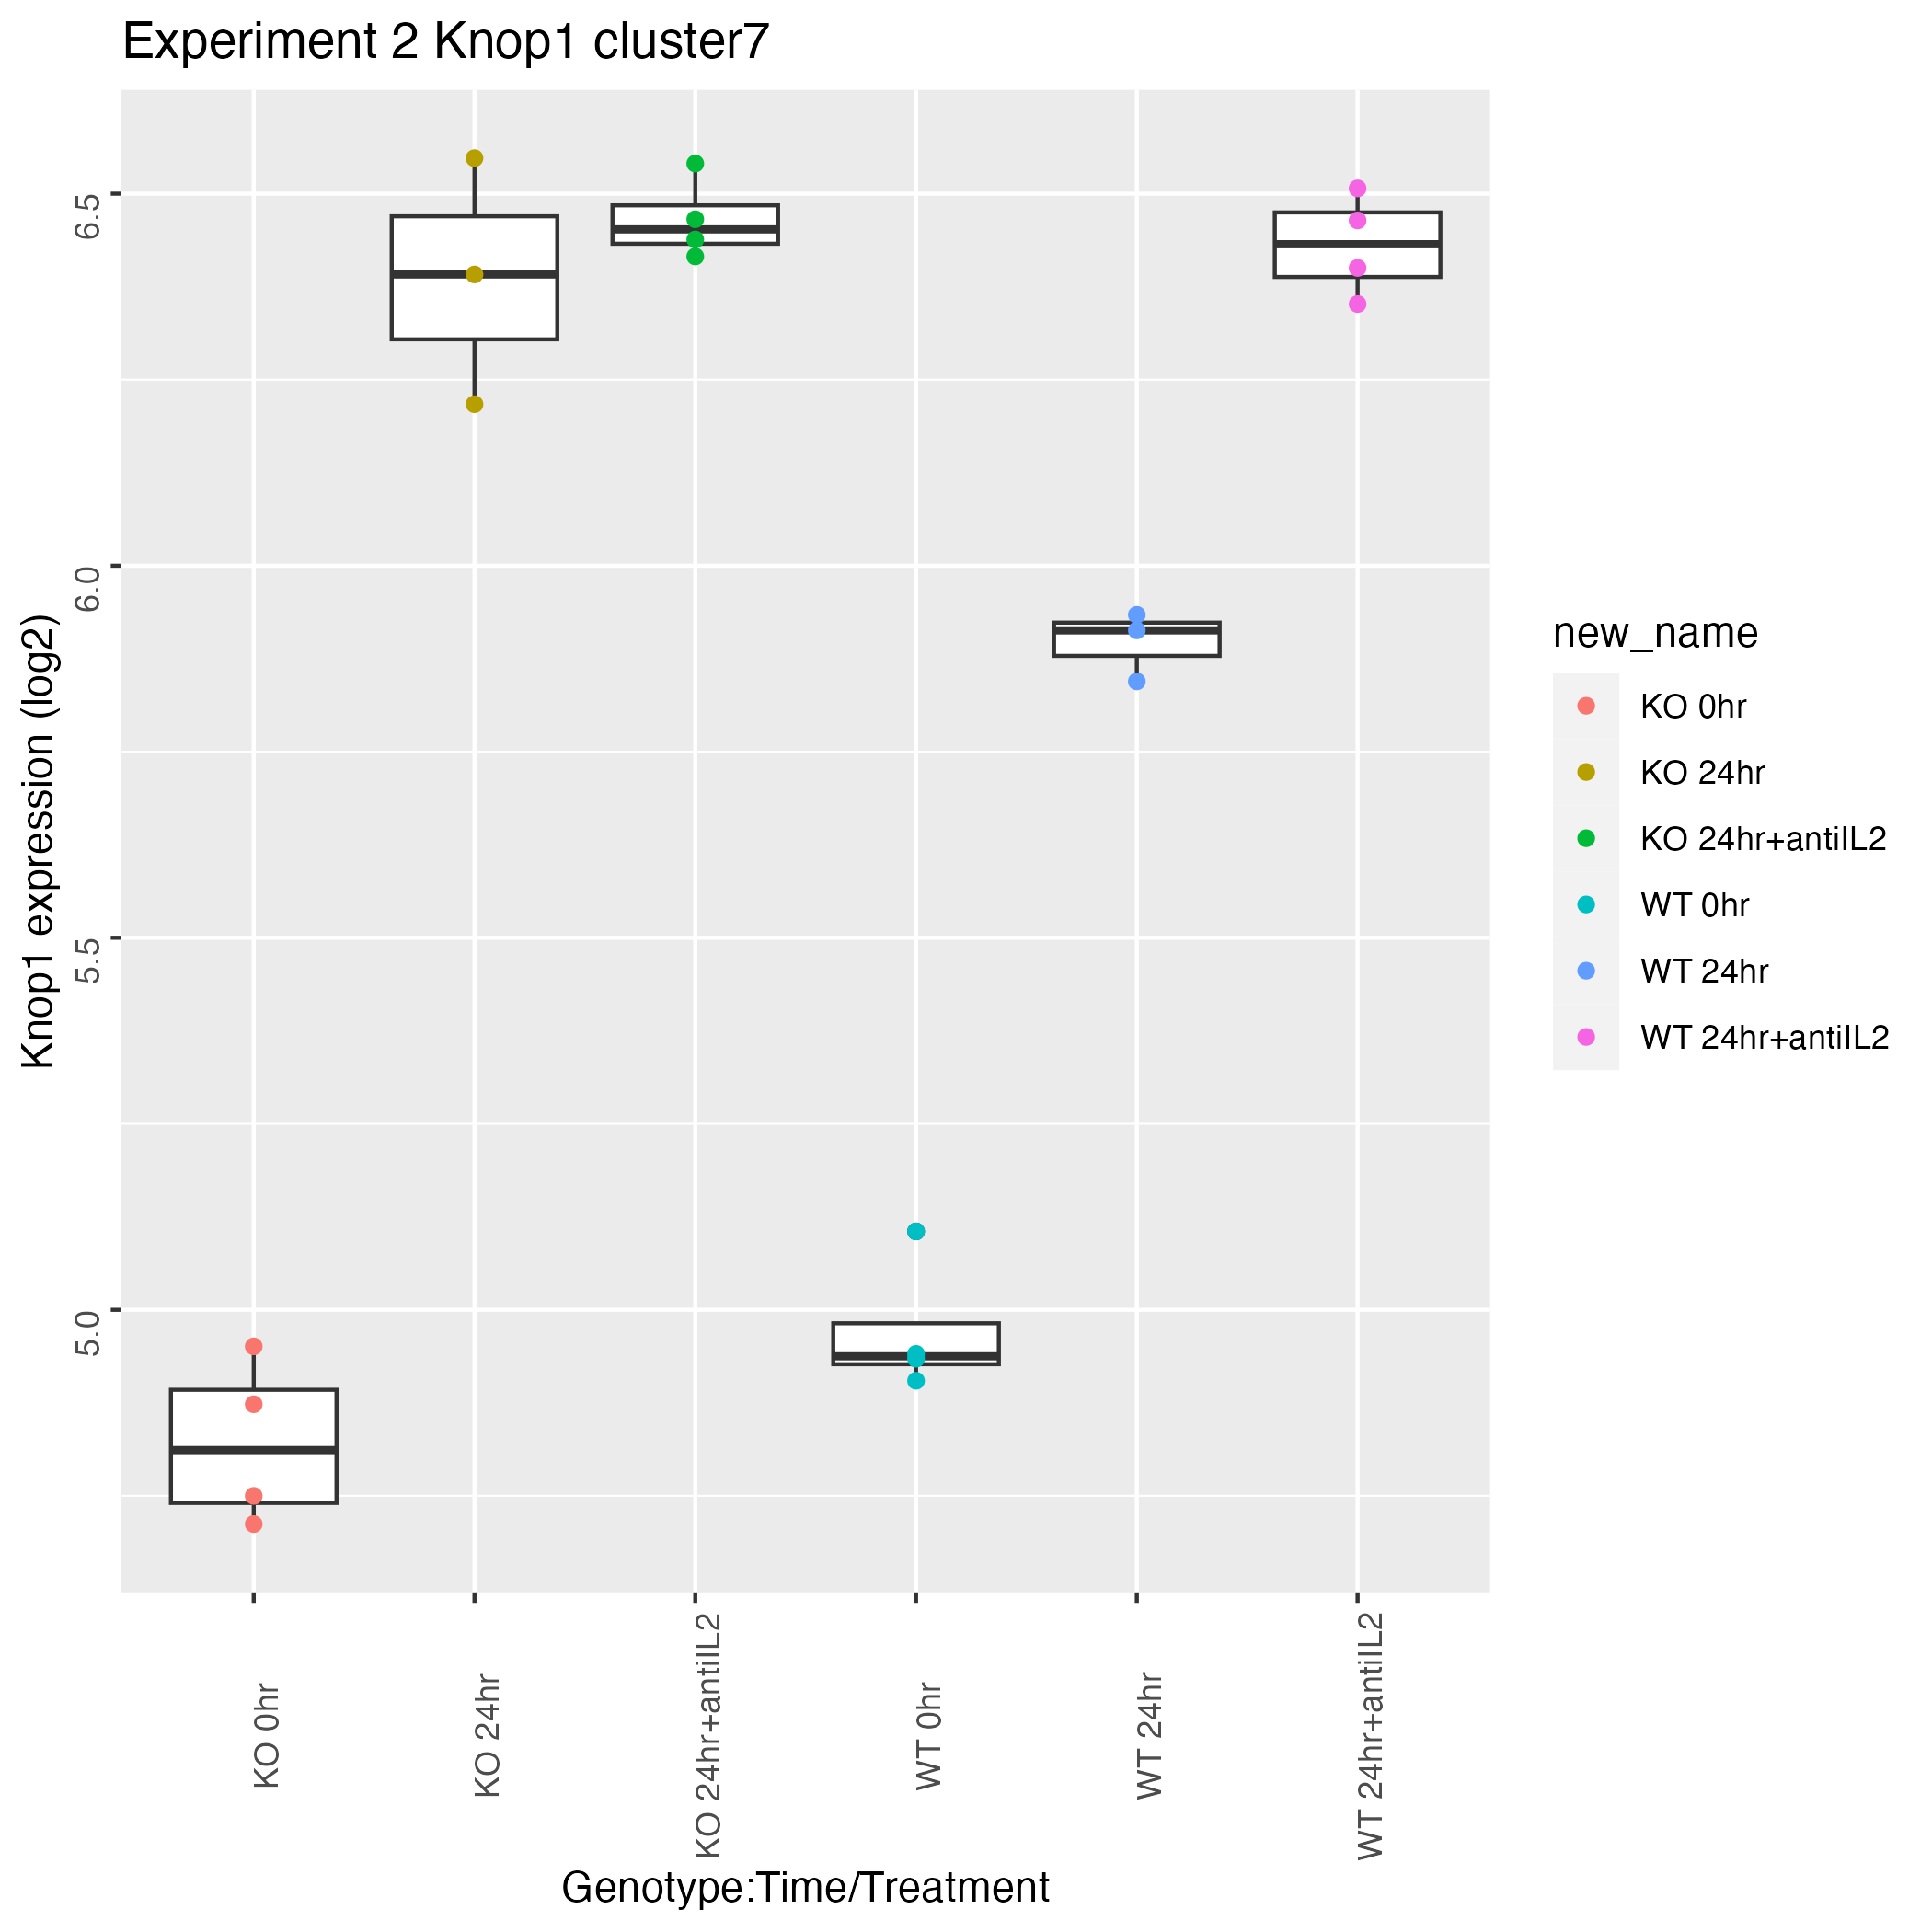 Experiment 2 Knop1 cluster7
Knop1 expression (log2)
6.5
6.0
5.5
5.0
KO 0hr
KO 24hr
KO 24hr+antiIL2
WT 0hr
WT 24hr
WT 24hr+antiIL2
Genotype:Time/Treatment
new_name
KO 0hr
KO 24hr
KO 24hr+antiIL2
WT 0hr
WT 24hr
WT 24hr+antiIL2